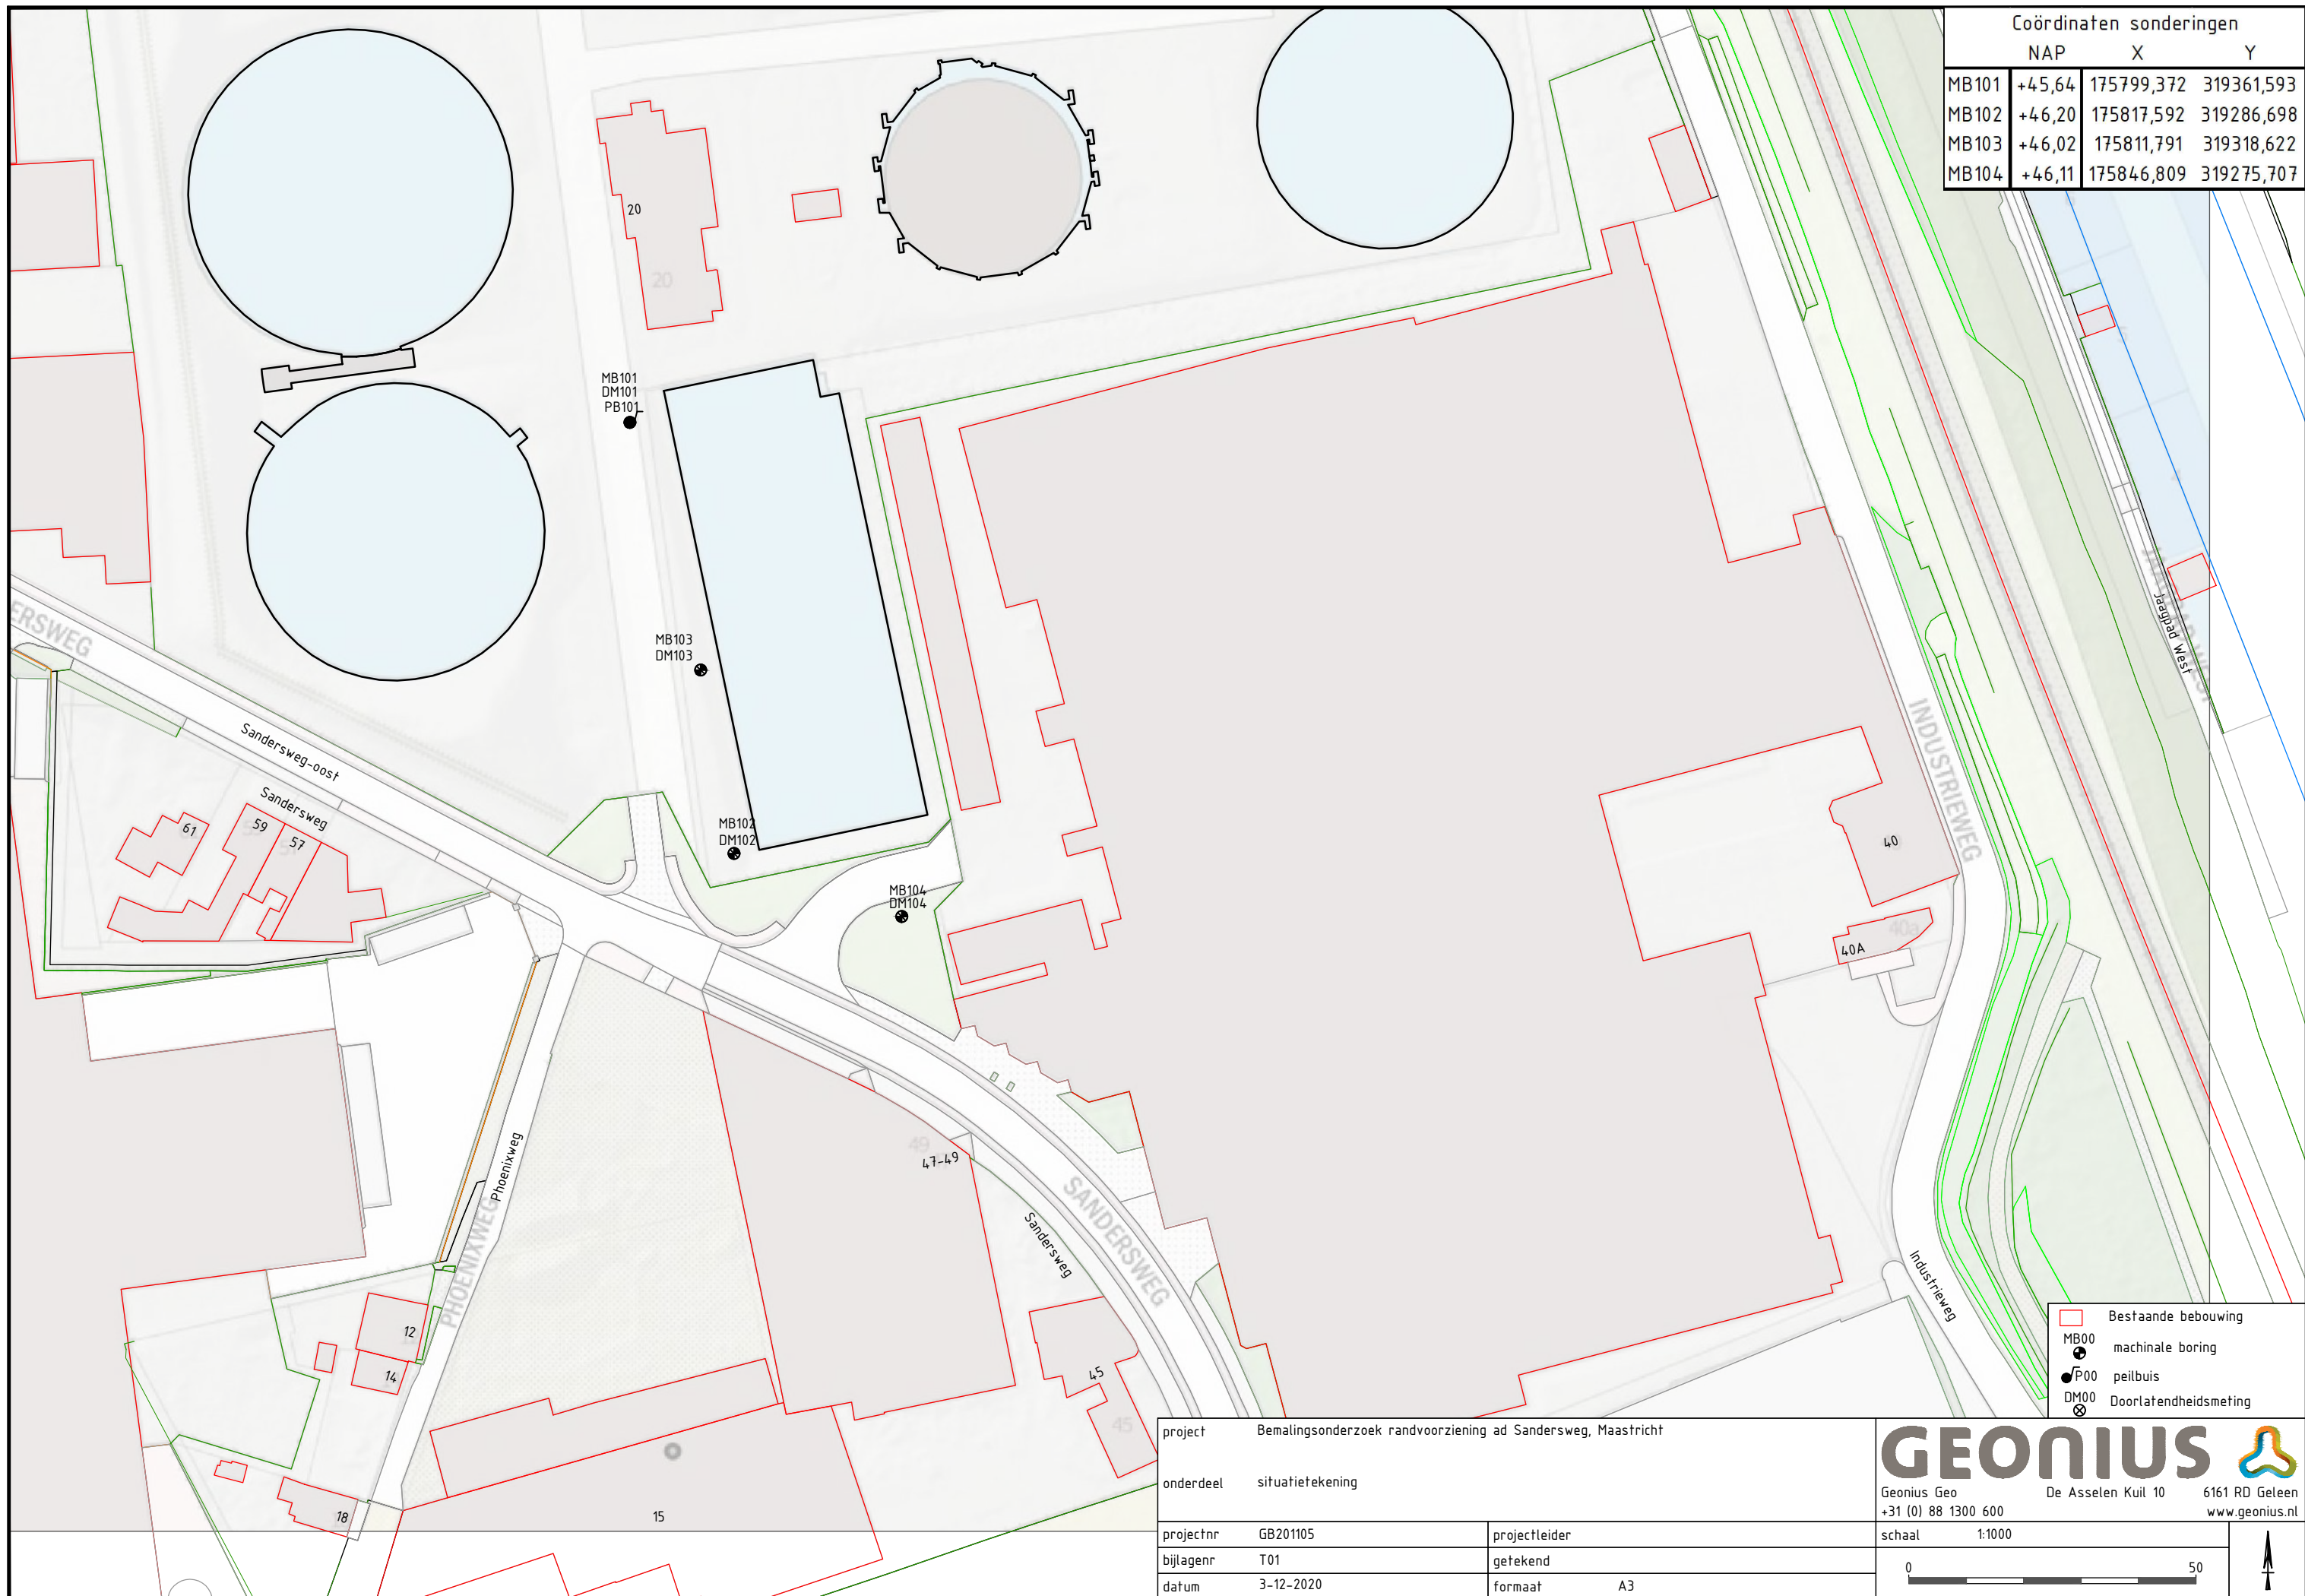 Coördinaten sonderingen
NAP X Y
MB101 +45,64 175799,372 319361,593
MB102 +46,20 175817,592 319286,698
MB103 +46,02 175811,791 319318,622
MB104 +46,11 175846,809 319275,707
20
20
MB101
DM101
PB101
MB103
DM103
MB102
DM102
MB104
DM104
ERSWEG
Sandersweg-oost
Sandersweg
61
59
57
Jaagpad West
INDUSTRIEWEG
40
40A
40a
Phoenixweg
PHOENIXWEG
49
47-49
SANDERSWEG
Sandersweg
Industrieweg
12
14
45
45
18
15
Bestaande bebouwing
MB00 machinale boring
P00 peilbuis
DM00 Doorlatendheidsmeting
project Bemalingsonderzoek randvoorziening ad Sandersweg, Maastricht
onderdeel situatietekening
GEONIUS
Geonius Geo De Asselen Kuil 10 6161 RD Geleen
+31 (0) 88 1300 600 www.geonius.nl
projectnr GB201105 projectleider
schaal 1:1000
bijlagenr T01 getekend
0 50
datum 3-12-2020 formaat A3